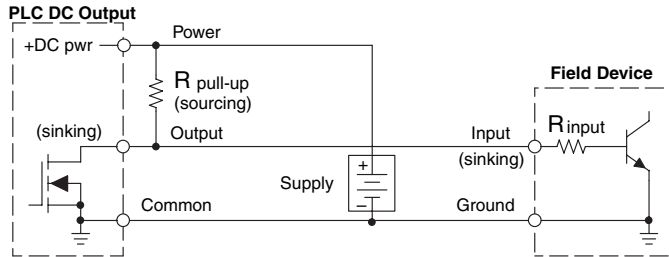 PLC DC Output
+DC pwr
Power
R pull-up
(sourcing)
(sinking)
Output
Supply
+
–
Common
Field Device
Input
(sinking)
R input
Ground